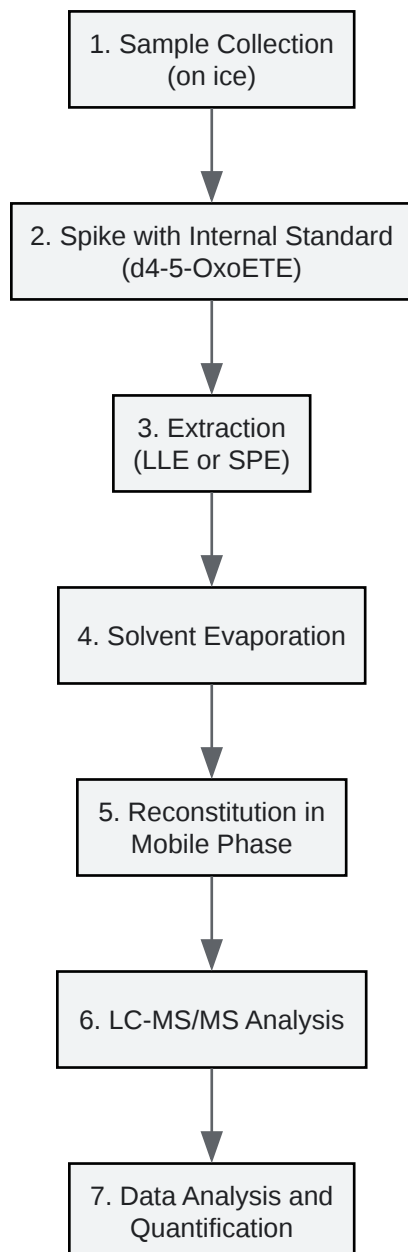 1. Sample Collection
(on ice)
2. Spike with Internal Standard
(d4-5-OxoETE)
3. Extraction
(LLE or SPE)
4. Solvent Evaporation
5. Reconstitution in
Mobile Phase
6. LC-MS/MS Analysis
7. Data Analysis and
Quantification